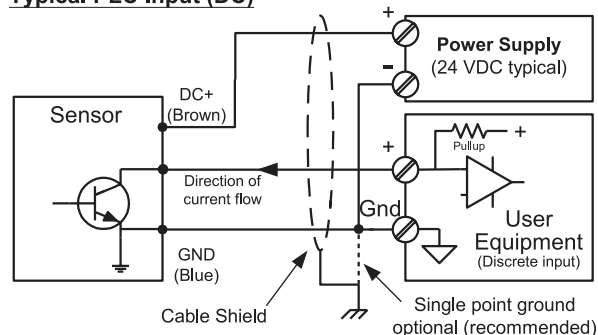 Typical PLC Input (DC)
+
Power Supply
-
(24 VDC typical)
DC+
(Brown)
Sensor
+
+
Pullup
Direction of
current flow
Gnd
User
Equipment
(Discrete input)
GND
(Blue)
Cable Shield
Single point ground
optional (recommended)